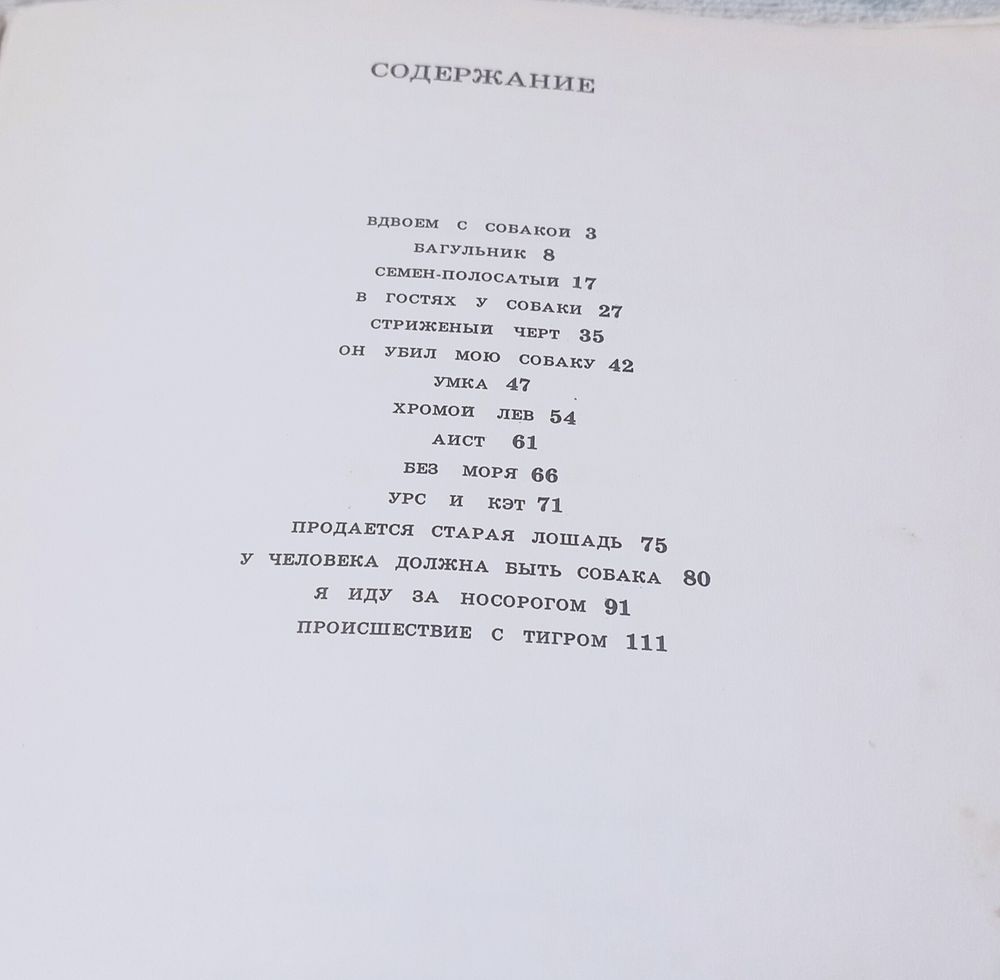 СОДЕРЖАНИЕ
ВДВОЕМ С СОБАКОЙ 3
БАГУЛЬНИК 8
СЕМЕН-ПОЛОСАТЫЙ 17
В ГОСТЯХ У СОБАКИ 27
СТРИЖЕНЫЙ ЧЕРТ 35
ОН УБИЛ МОЮ СОБАКУ 42
УМКА 47
ХРОМОЙ ЛЕВ 54
АИСТ 61
БЕЗ МОРЯ 66
УРС И КЭТ 71
ПРОДАЕТСЯ СТАРАЯ ЛОШАДЬ 75
У ЧЕЛОВЕКА ДОЛЖНА БЫТЬ СОБАКА 80
Я ИДУ ЗА НОСОРОГОМ 91
ПРОИСШЕСТВИЕ С ТИГРОМ 111